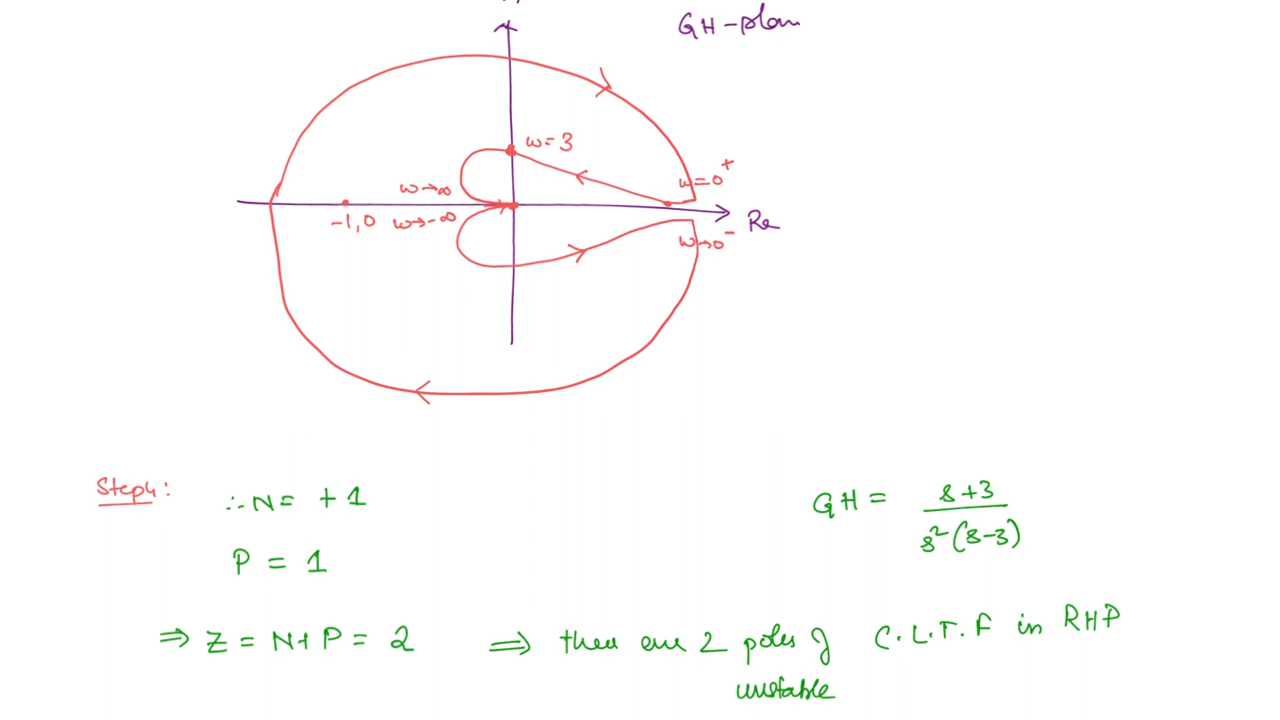 GH-plan
ω=3
ω=0⁺
ω→∞
-1,0 ω→-∞
Re
ω→0⁻
Step4:
∴ N = +1
GH = s+3 / s²(s-3)
P = 1
⇒ Z = N+P = 2 ⇒ there are 2 poles of C.L.T.F in RHP
unstable